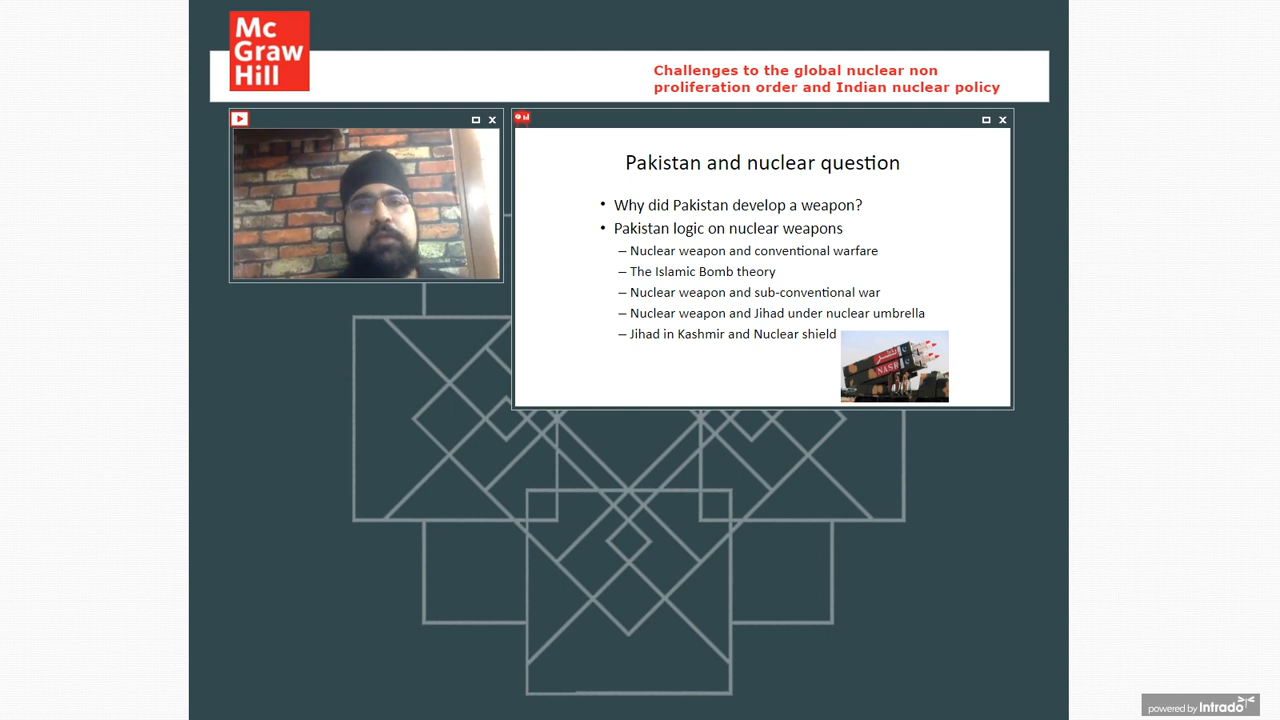 Mc
Graw
Hill
Challenges to the global nuclear non
proliferation order and Indian nuclear policy
Pakistan and nuclear question
• Why did Pakistan develop a weapon?
• Pakistan logic on nuclear weapons
– Nuclear weapon and conventional warfare
– The Islamic Bomb theory
– Nuclear weapon and sub-conventional war
– Nuclear weapon and Jihad under nuclear umbrella
– Jihad in Kashmir and Nuclear shield
NASR
powered by Intrado